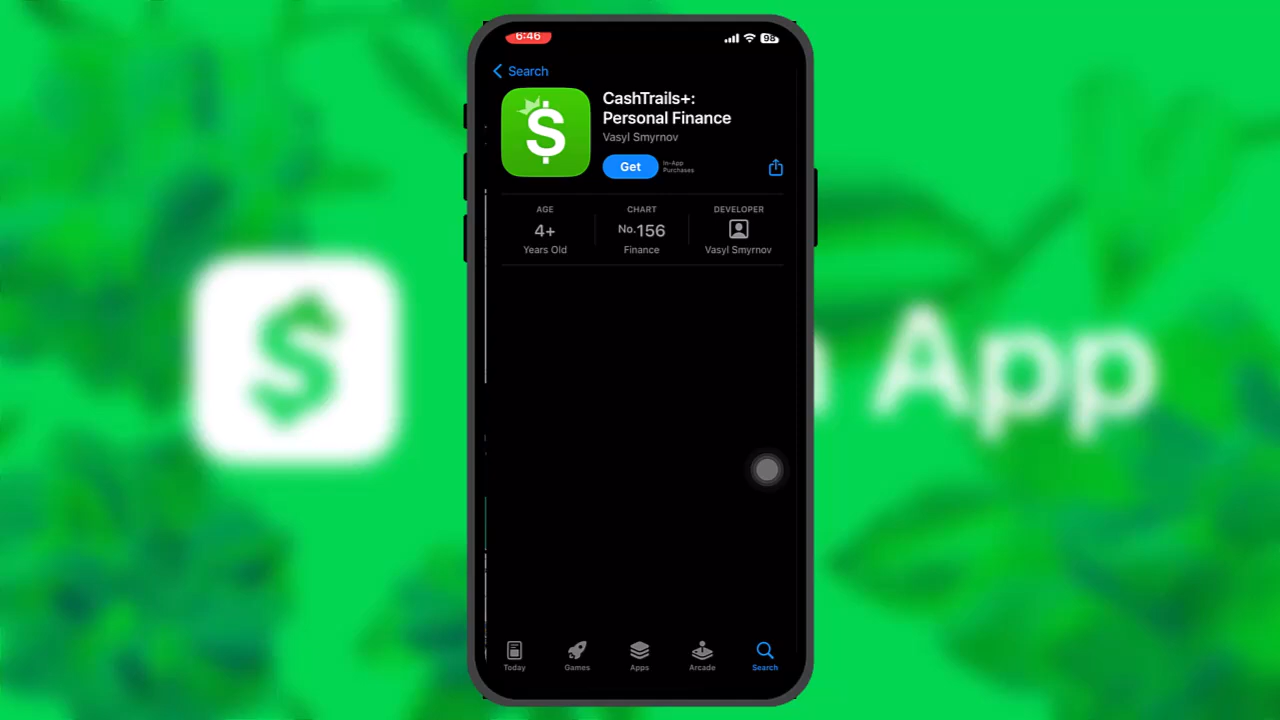 6:46
98
Search
CashTrails+:
Personal Finance
Vasyl Smyrnov
Get
In-App
Purchases
AGE
CHART
DEVELOPER
4+
No.156
Years Old
Finance
Vasyl Smyrnov
App
Today
Games
Apps
Arcade
Search